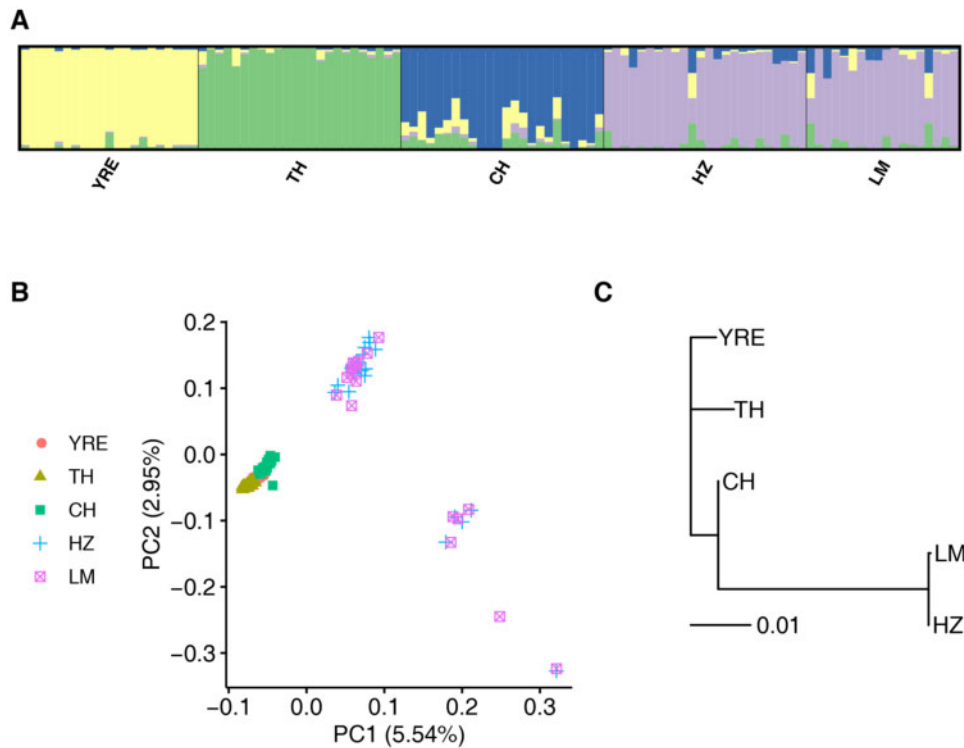 A
YRE
TH
CH
HZ
LM
B
C
YRE
TH
CH
HZ
LM
PC2 (2.95%)
0.2
0.1
0.0
−0.1
−0.2
−0.3
−0.1
0.0
0.1
0.2
0.3
PC1 (5.54%)
YRE
TH
CH
LM
HZ
0.01